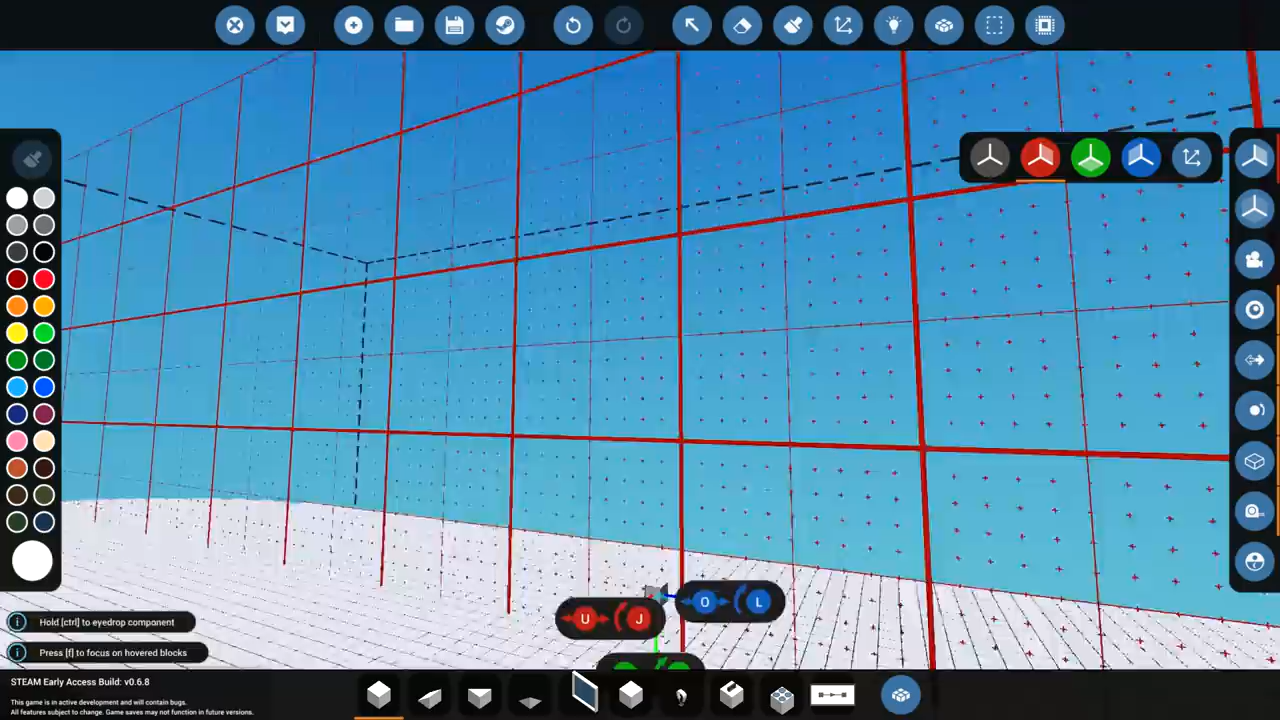 Hold [ctrl] to eyedrop component
Press [f] to focus on hovered blocks
U J O L
STEAM Early Access Build: v0.6.8
This game is in active development and will contain bugs.
All features subject to change. Game saves may not function in future versions.